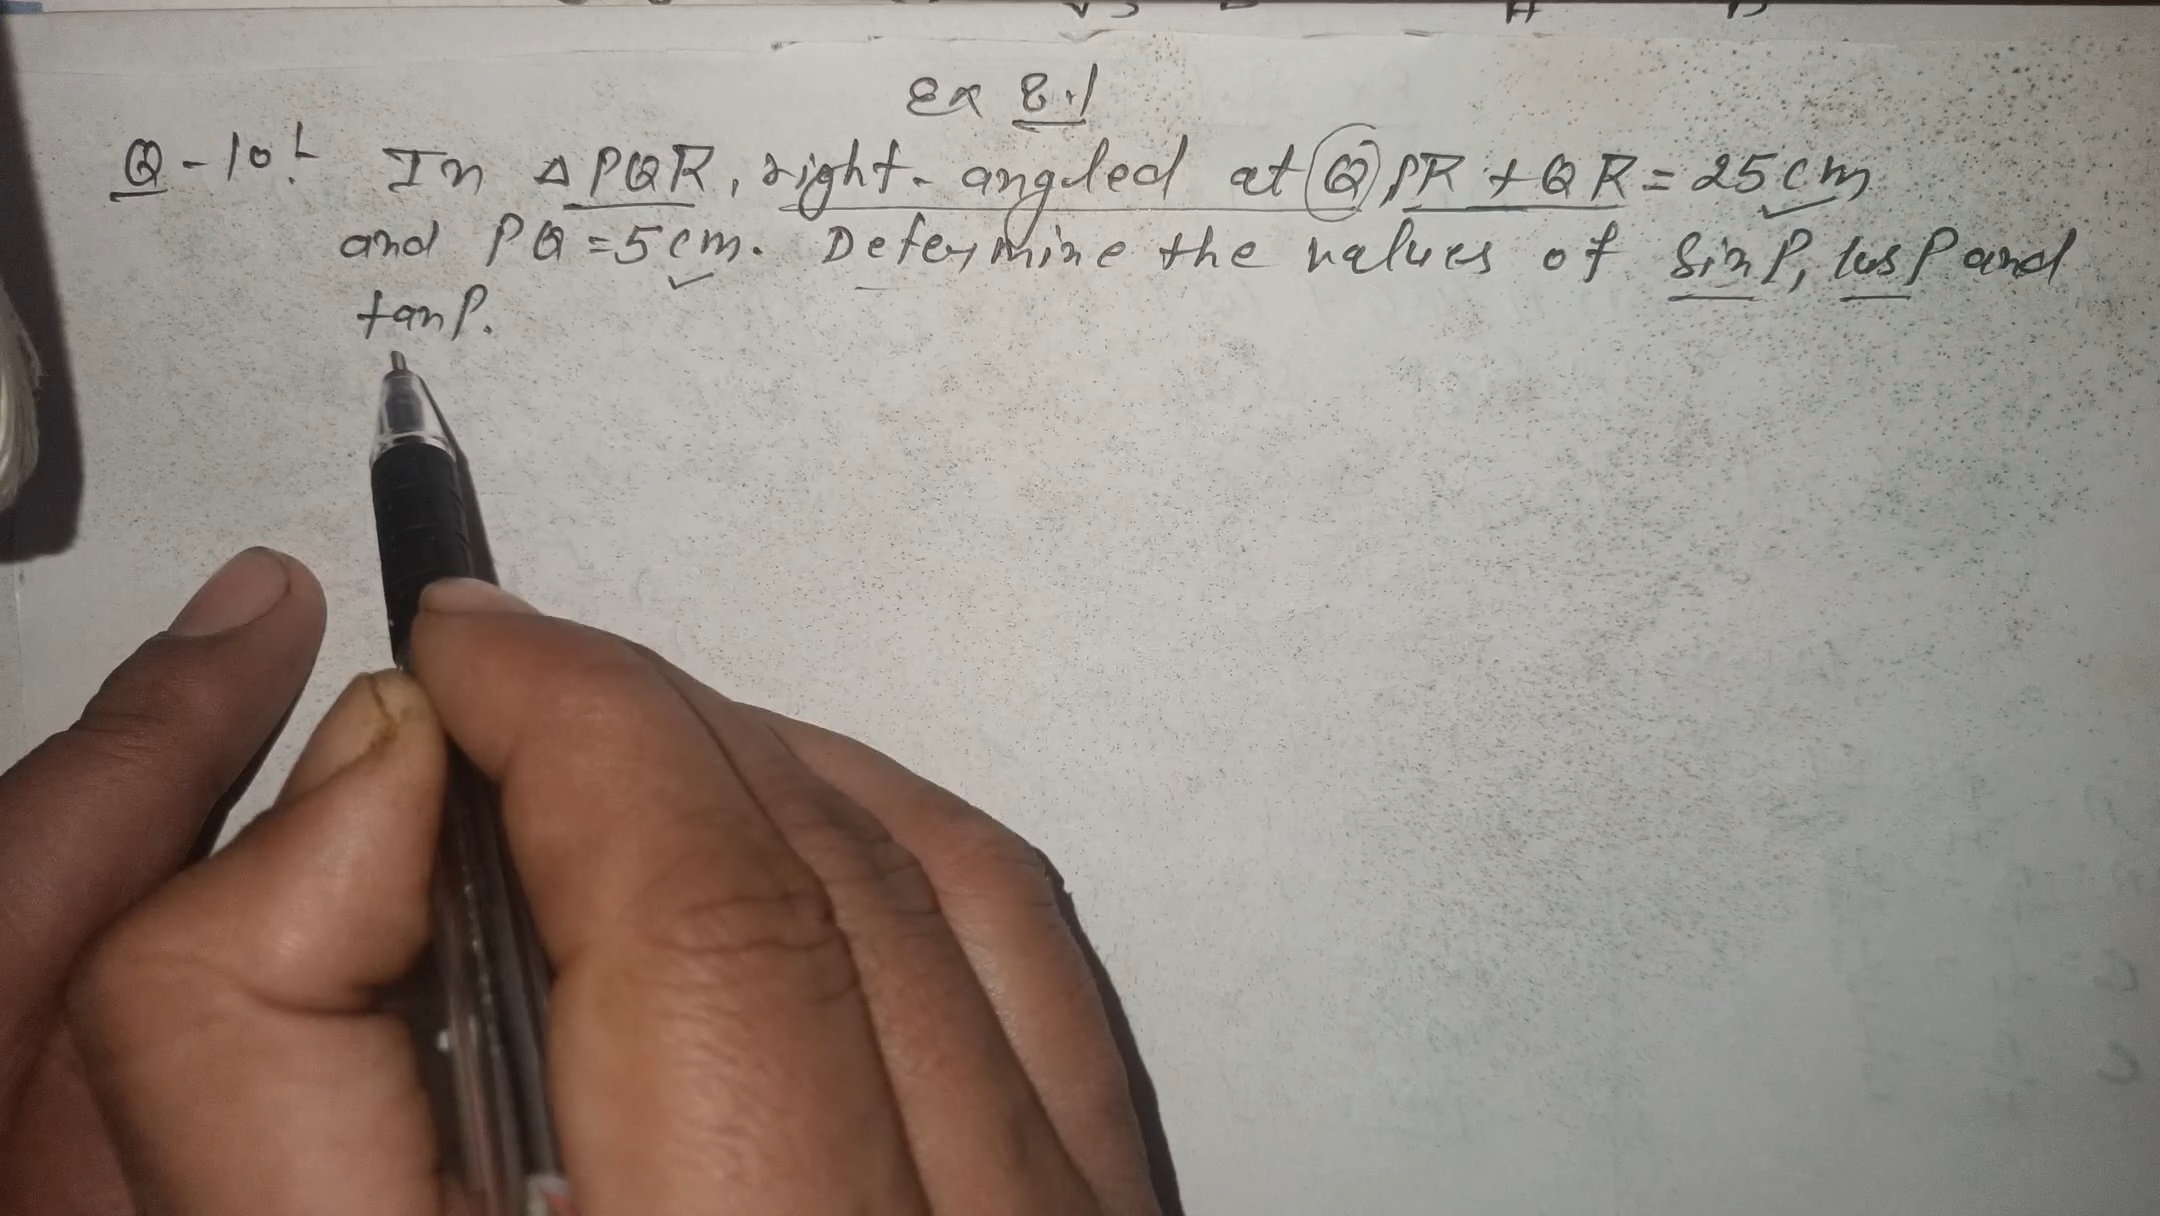 Ex 8.1
Q-10:- In △ PQR, right-angled at Q PR + QR = 25 cm
and PQ = 5 cm. Determine the values of Sin P, Cos P and
tan P.